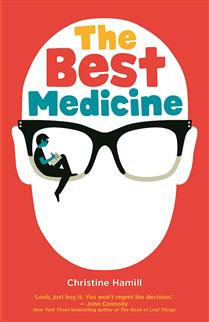 The
Best
Medicine
Christine Hamill
‘Look, just buy it. You won’t regret the decision.’
— John Connolly
New York Times bestselling author of The Book of Lost Things